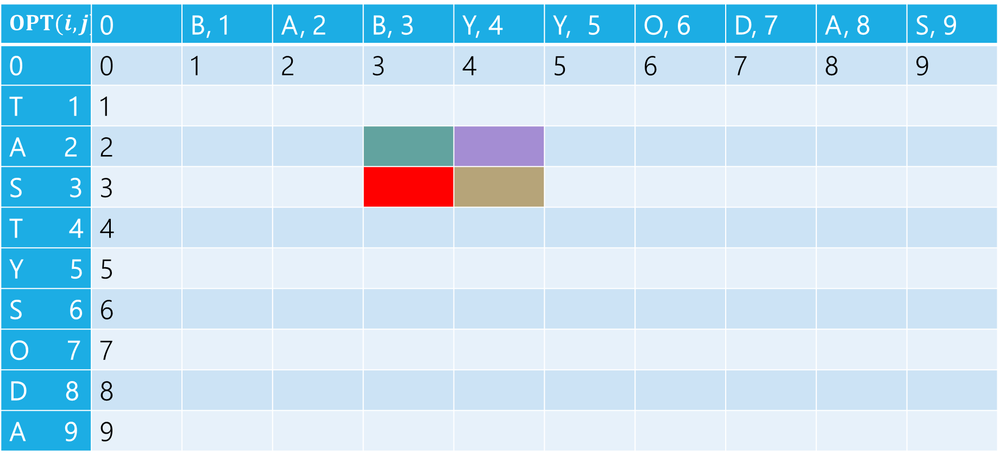 OPT(i,j) 0 B, 1 A, 2 B, 3 Y, 4 Y, 5 O, 6 D, 7 A, 8 S, 9
0 0 1 2 3 4 5 6 7 8 9
T 1 1
A 2 2
S 3 3
T 4 4
Y 5 5
S 6 6
O 7 7
D 8 8
A 9 9